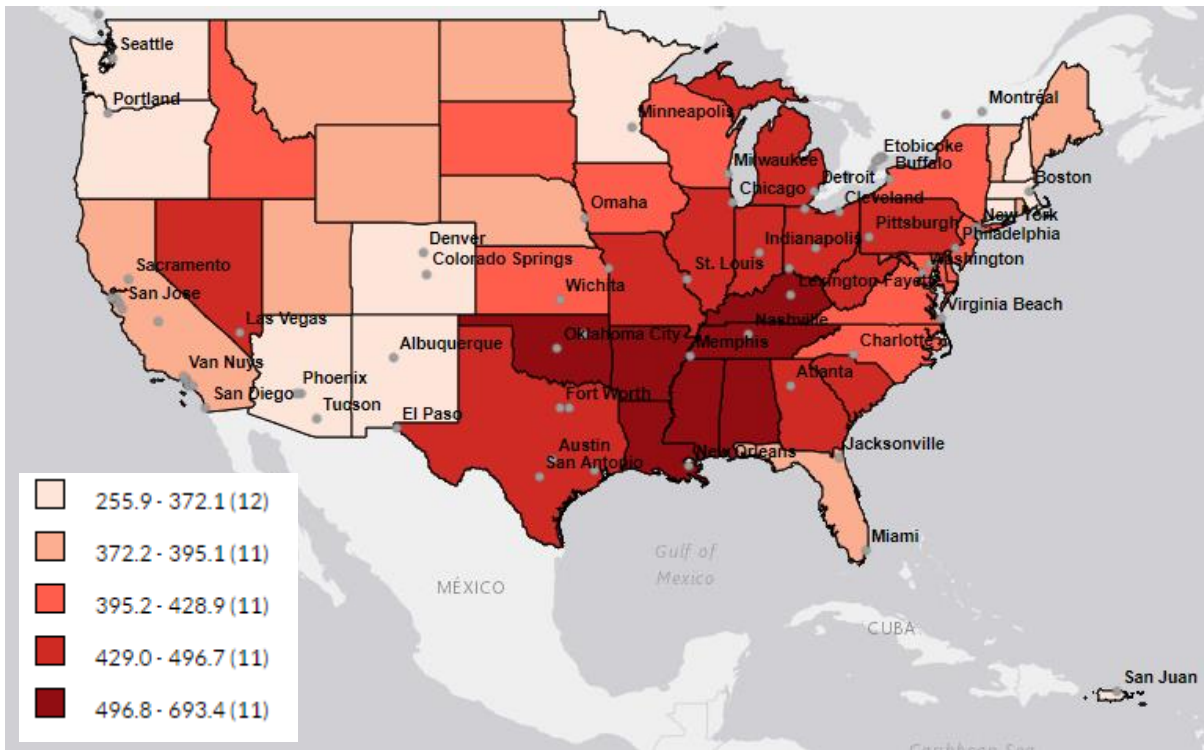 Seattle
Portland
Montréal
Minneapolis
Etobicoke
Buffalo
Milwaukee
Detroit
Boston
Chicago
Cleveland
Omaha
Pittsburgh
New York
Philadelphia
Denver
Indianapolis
Washington
Sacramento
Colorado Springs
St. Louis
San Jose
Wichita
Lexington Fayette
Virginia Beach
Las Vegas
Nashville
Oklahoma City
Charlotte
Albuquerque
Memphis
Van Nuys
Phoenix
Atlanta
San Diego
Fort Worth
Tucson
El Paso
Jacksonville
Austin
New Orleans
San Antonio
255.9 - 372.1 (12)
Miami
372.2 - 395.1 (11)
Gulf of
Mexico
MÉXICO
395.2 - 428.9 (11)
CUBA
429.0 - 496.7 (11)
San Juan
496.8 - 693.4 (11)